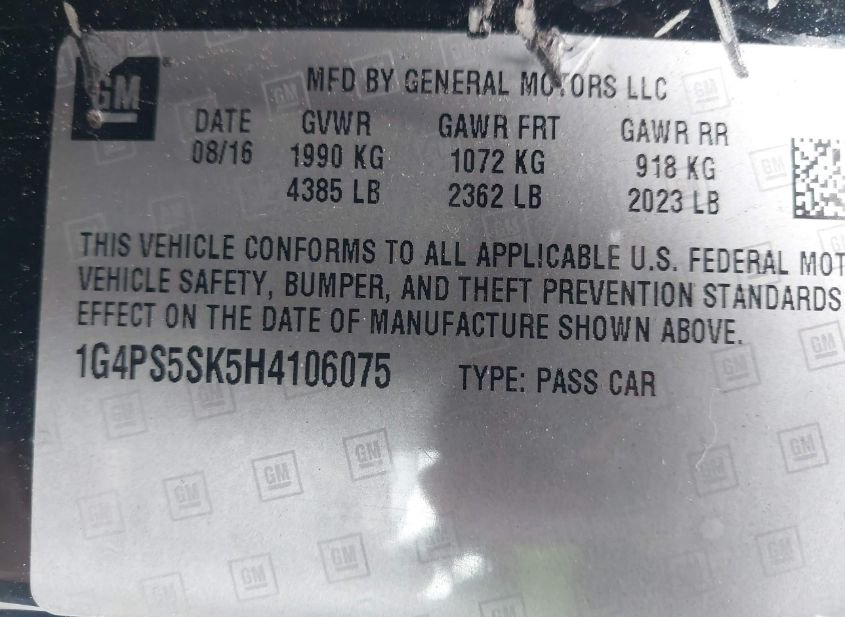 GM
MFD BY GENERAL MOTORS LLC
DATE GVWR GAWR FRT GAWR RR
08/16 1990 KG 1072 KG 918 KG
4385 LB 2362 LB 2023 LB
THIS VEHICLE CONFORMS TO ALL APPLICABLE U.S. FEDERAL MOT
VEHICLE SAFETY, BUMPER, AND THEFT PREVENTION STANDARDS
EFFECT ON THE DATE OF MANUFACTURE SHOWN ABOVE.
1G4PS5SK5H4106075 TYPE: PASS CAR